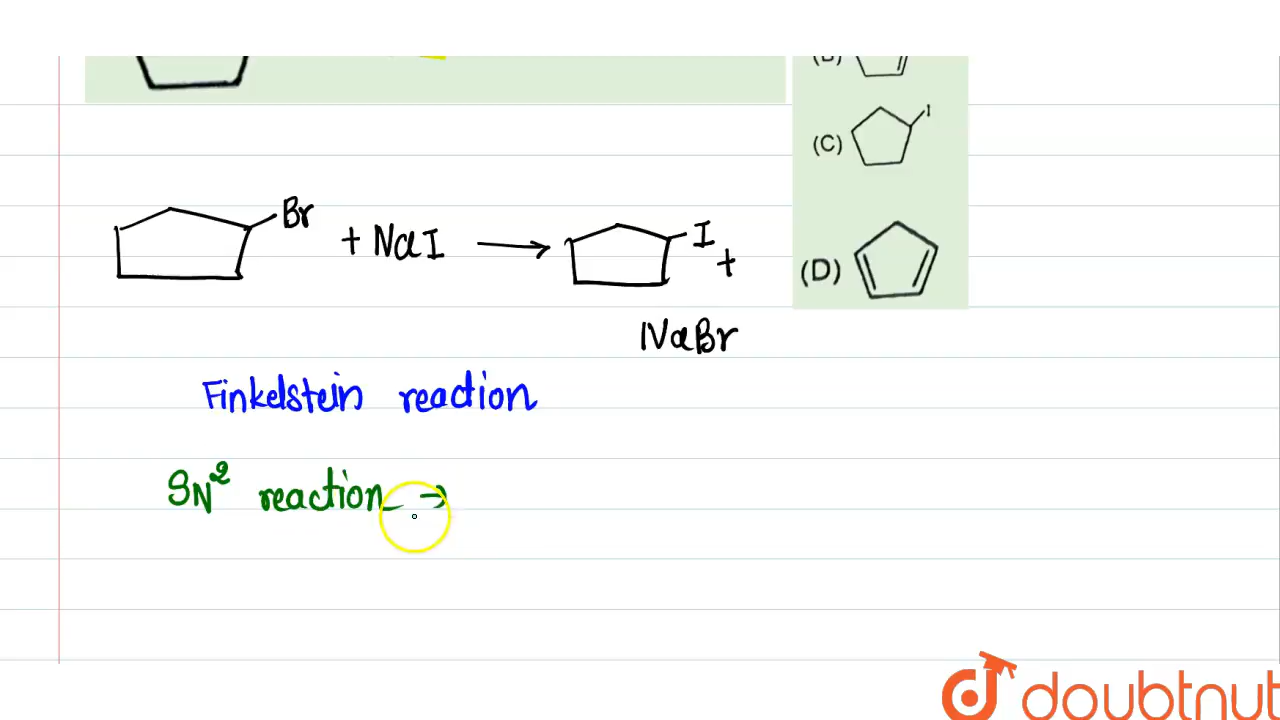 (B)
I
(C)
Br
+ NaI
I
+
(D)
NaBr
Finkelstein reaction
SN² reaction →
doubtnut